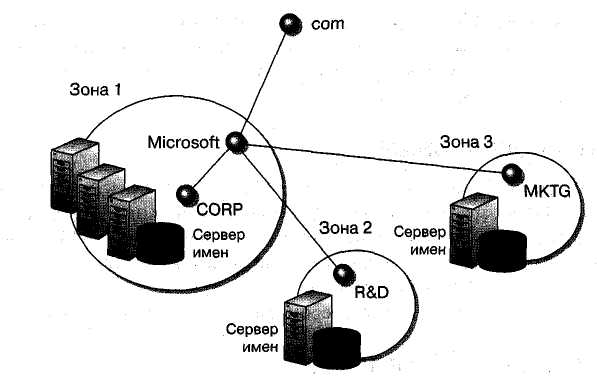 com
Зона 1
Microsoft
Зона 3
CORP
MKTG
Сервер
имен
Зона 2
Сервер
имен
R&D
Сервер
имен